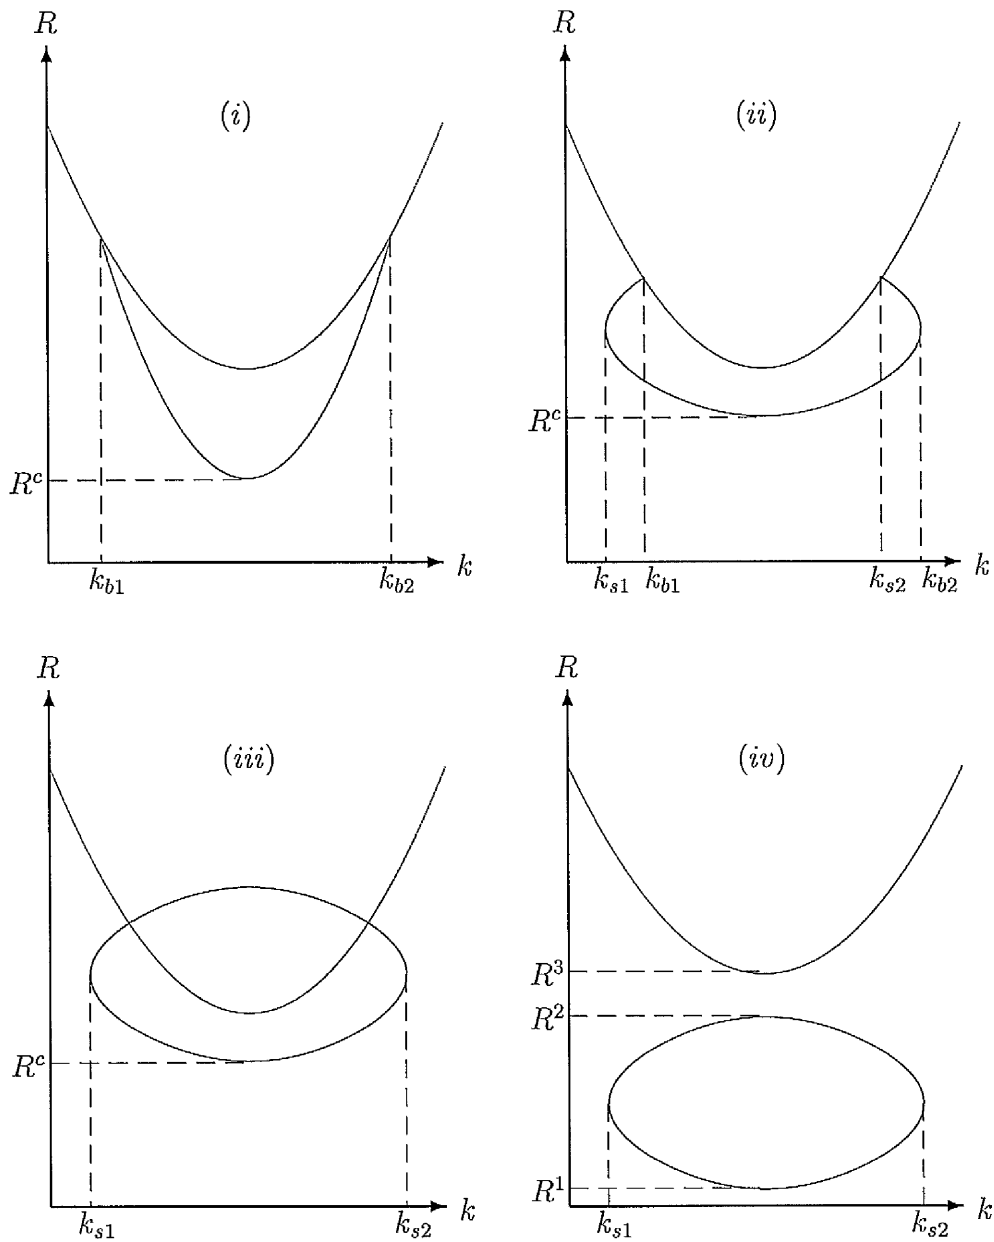 R
(i)
R^c
k_{b1} k_{b2} k
R
(ii)
R^c
k_{s1} k_{b1} k_{s2} k_{b2} k
R
(iii)
R^c
k_{s1} k_{s2} k
R
(iv)
R^3
R^2
R^1
k_{s1} k_{s2} k